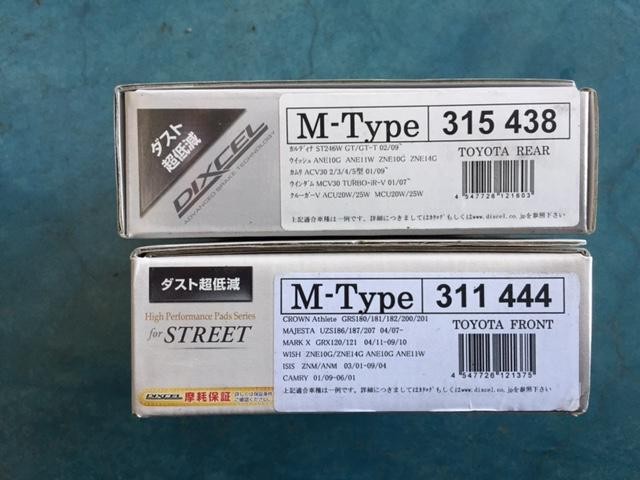 ダスト
超低減
DIXCEL
ADVANCED BRAKE TECHNOLOGY
M-Type 315 438
カルディナ ST246W GT/GT-T 02/09~
ウィッシュ ANE10G ANE11W ZNE10G ZNE14G
カムリ ACV30 2/3/4/5型 01/09~
ウィンダム MCV30 TURBO・iR-V 01/07~
クルーガーV ACU20W/25W MCU20W/25W
TOYOTA REAR
4 547726 121603
上記適合車種は一例です。詳細につきましてはカタログもしくはwww.dixcel.co.jpを参照下さい
ダスト超低減
High Performance Pads Series
for STREET
DIXCEL 摩耗保証
M-Type 311 444
CROWN Athlete GRS180/181/182/200/201
MAJESTA UZS186/187/207 04/07-
MARK X GRX120/121 04/11-09/10
WISH ZNE10G/ZNE14G ANE10G ANE11W
ISIS ZNM/ANM 03/01-09/04
CAMRY 01/09-06/01
TOYOTA FRONT
4 547726 121375
上記適合車種は一例です。詳細につきましてはカタログもしくはwww.dixcel.co.jpを参照下さい